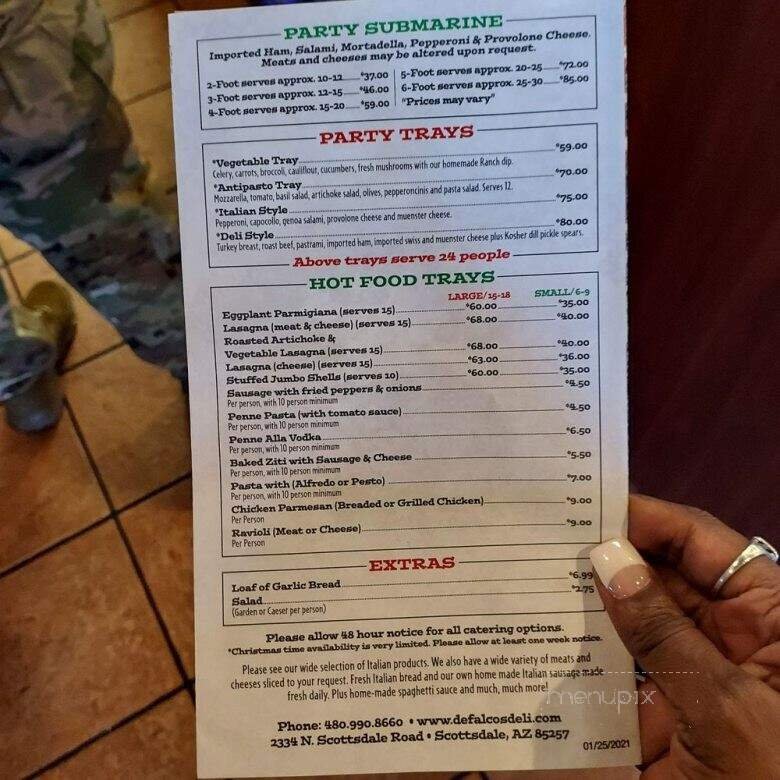 PARTY SUBMARINE
Imported Ham, Salami, Mortadella, Pepperoni & Provolone Cheese.
Meats and cheeses may be altered upon request.
2-Foot serves approx. 10-12 $37.00
3-Foot serves approx. 12-15 $46.00
4-Foot serves approx. 15-20 $59.00
5-Foot serves approx. 20-25 $72.00
6-Foot serves approx. 25-30 $85.00
"Prices may vary"
PARTY TRAYS
*Vegetable Tray $59.00
Celery, carrots, broccoli, cauliflour, cucumbers, fresh mushrooms with our homemade Ranch dip.
*Antipasto Tray $70.00
Mozzarella, tomato, basil salad, artichoke salad, olives, pepperoncinis and pasta salad. Serves 12.
*Italian Style $75.00
Pepperoni, capocollo, genoa salami, provolone cheese and muenster cheese.
*Deli Style $80.00
Turkey breast, roast beef, pastrami, imported ham, imported swiss and muenster cheese plus Kosher dill pickle spears.
Above trays serve 24 people
HOT FOOD TRAYS
LARGE/15-18 SMALL/6-9
Eggplant Parmigiana (serves 15) $60.00 $35.00
Lasagna (meat & cheese) (serves 15) $68.00 $40.00
Roasted Artichoke &
Vegetable Lasagna (serves 15) $68.00 $40.00
Lasagna (cheese) (serves 15) $63.00 $36.00
Stuffed Jumbo Shells (serves 10) $60.00 $35.00
Sausage with fried peppers & onions $4.50
Per person, with 10 person minimum
Penne Pasta (with tomato sauce) $4.50
Per person, with 10 person minimum
Penne Alla Vodka $6.50
Per person, with 10 person minimum
Baked Ziti with Sausage & Cheese $5.50
Per person, with 10 person minimum
Pasta with (Alfredo or Pesto) $7.00
Per person, with 10 person minimum
Chicken Parmesan (Breaded or Grilled Chicken) $9.00
Per Person
Ravioli (Meat or Cheese) $9.00
Per Person
EXTRAS
Loaf of Garlic Bread $6.99
Salad $2.75
(Garden or Caeser per person)
Please allow 48 hour notice for all catering options.
*Christmas time availability is very limited. Please allow at least one week notice.
Please see our wide selection of Italian products. We also have a wide variety of meats and
cheeses sliced to your request. Fresh Italian bread and our own home made Italian sausage made
fresh daily. Plus home-made spaghetti sauce and much, much more!
menupix
Phone: 480.990.8660 • www.defalcosdeli.com
2334 N. Scottsdale Road • Scottsdale, AZ 85257
01/25/2021